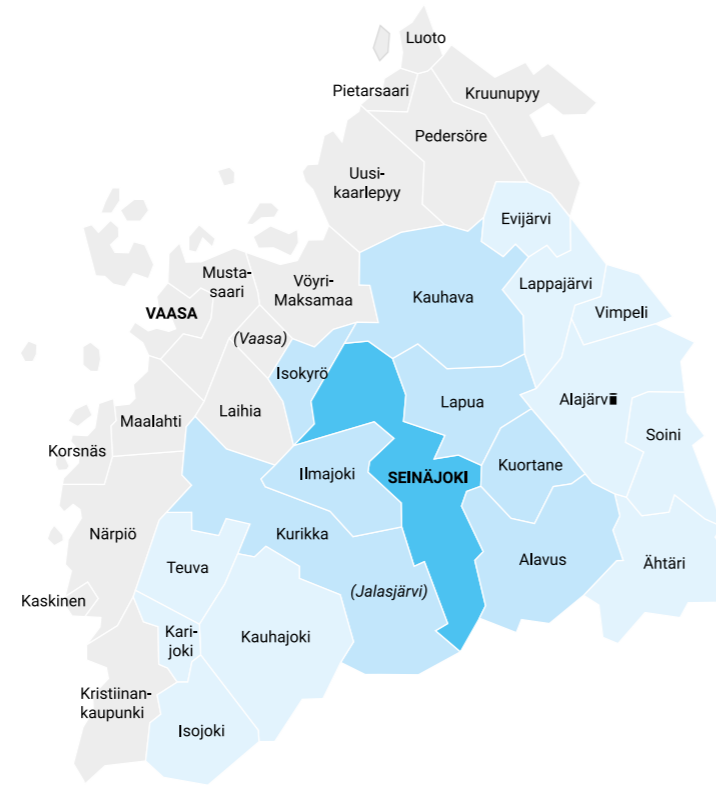 Luoto
Pietarsaari
Kruunupyy
Pedersöre
Uusi-
kaarlepyy
Evijärvi
Musta-
saari
Vöyri-
Maksamaa
Kauhava
Lappajärvi
VAASA
Vimpeli
(Vaasa)
Isokyrö
Alajärvi
Lapua
Maalahti
Laihia
Soini
Korsnäs
Ilmajoki
SEINÄJOKI
Kuortane
Närpiö
Kurikka
Alavus
Ähtäri
Teuva
(Jalasjärvi)
Kaskinen
Kari-
joki
Kauhajoki
Kristiinan-
kaupunki
Isojoki